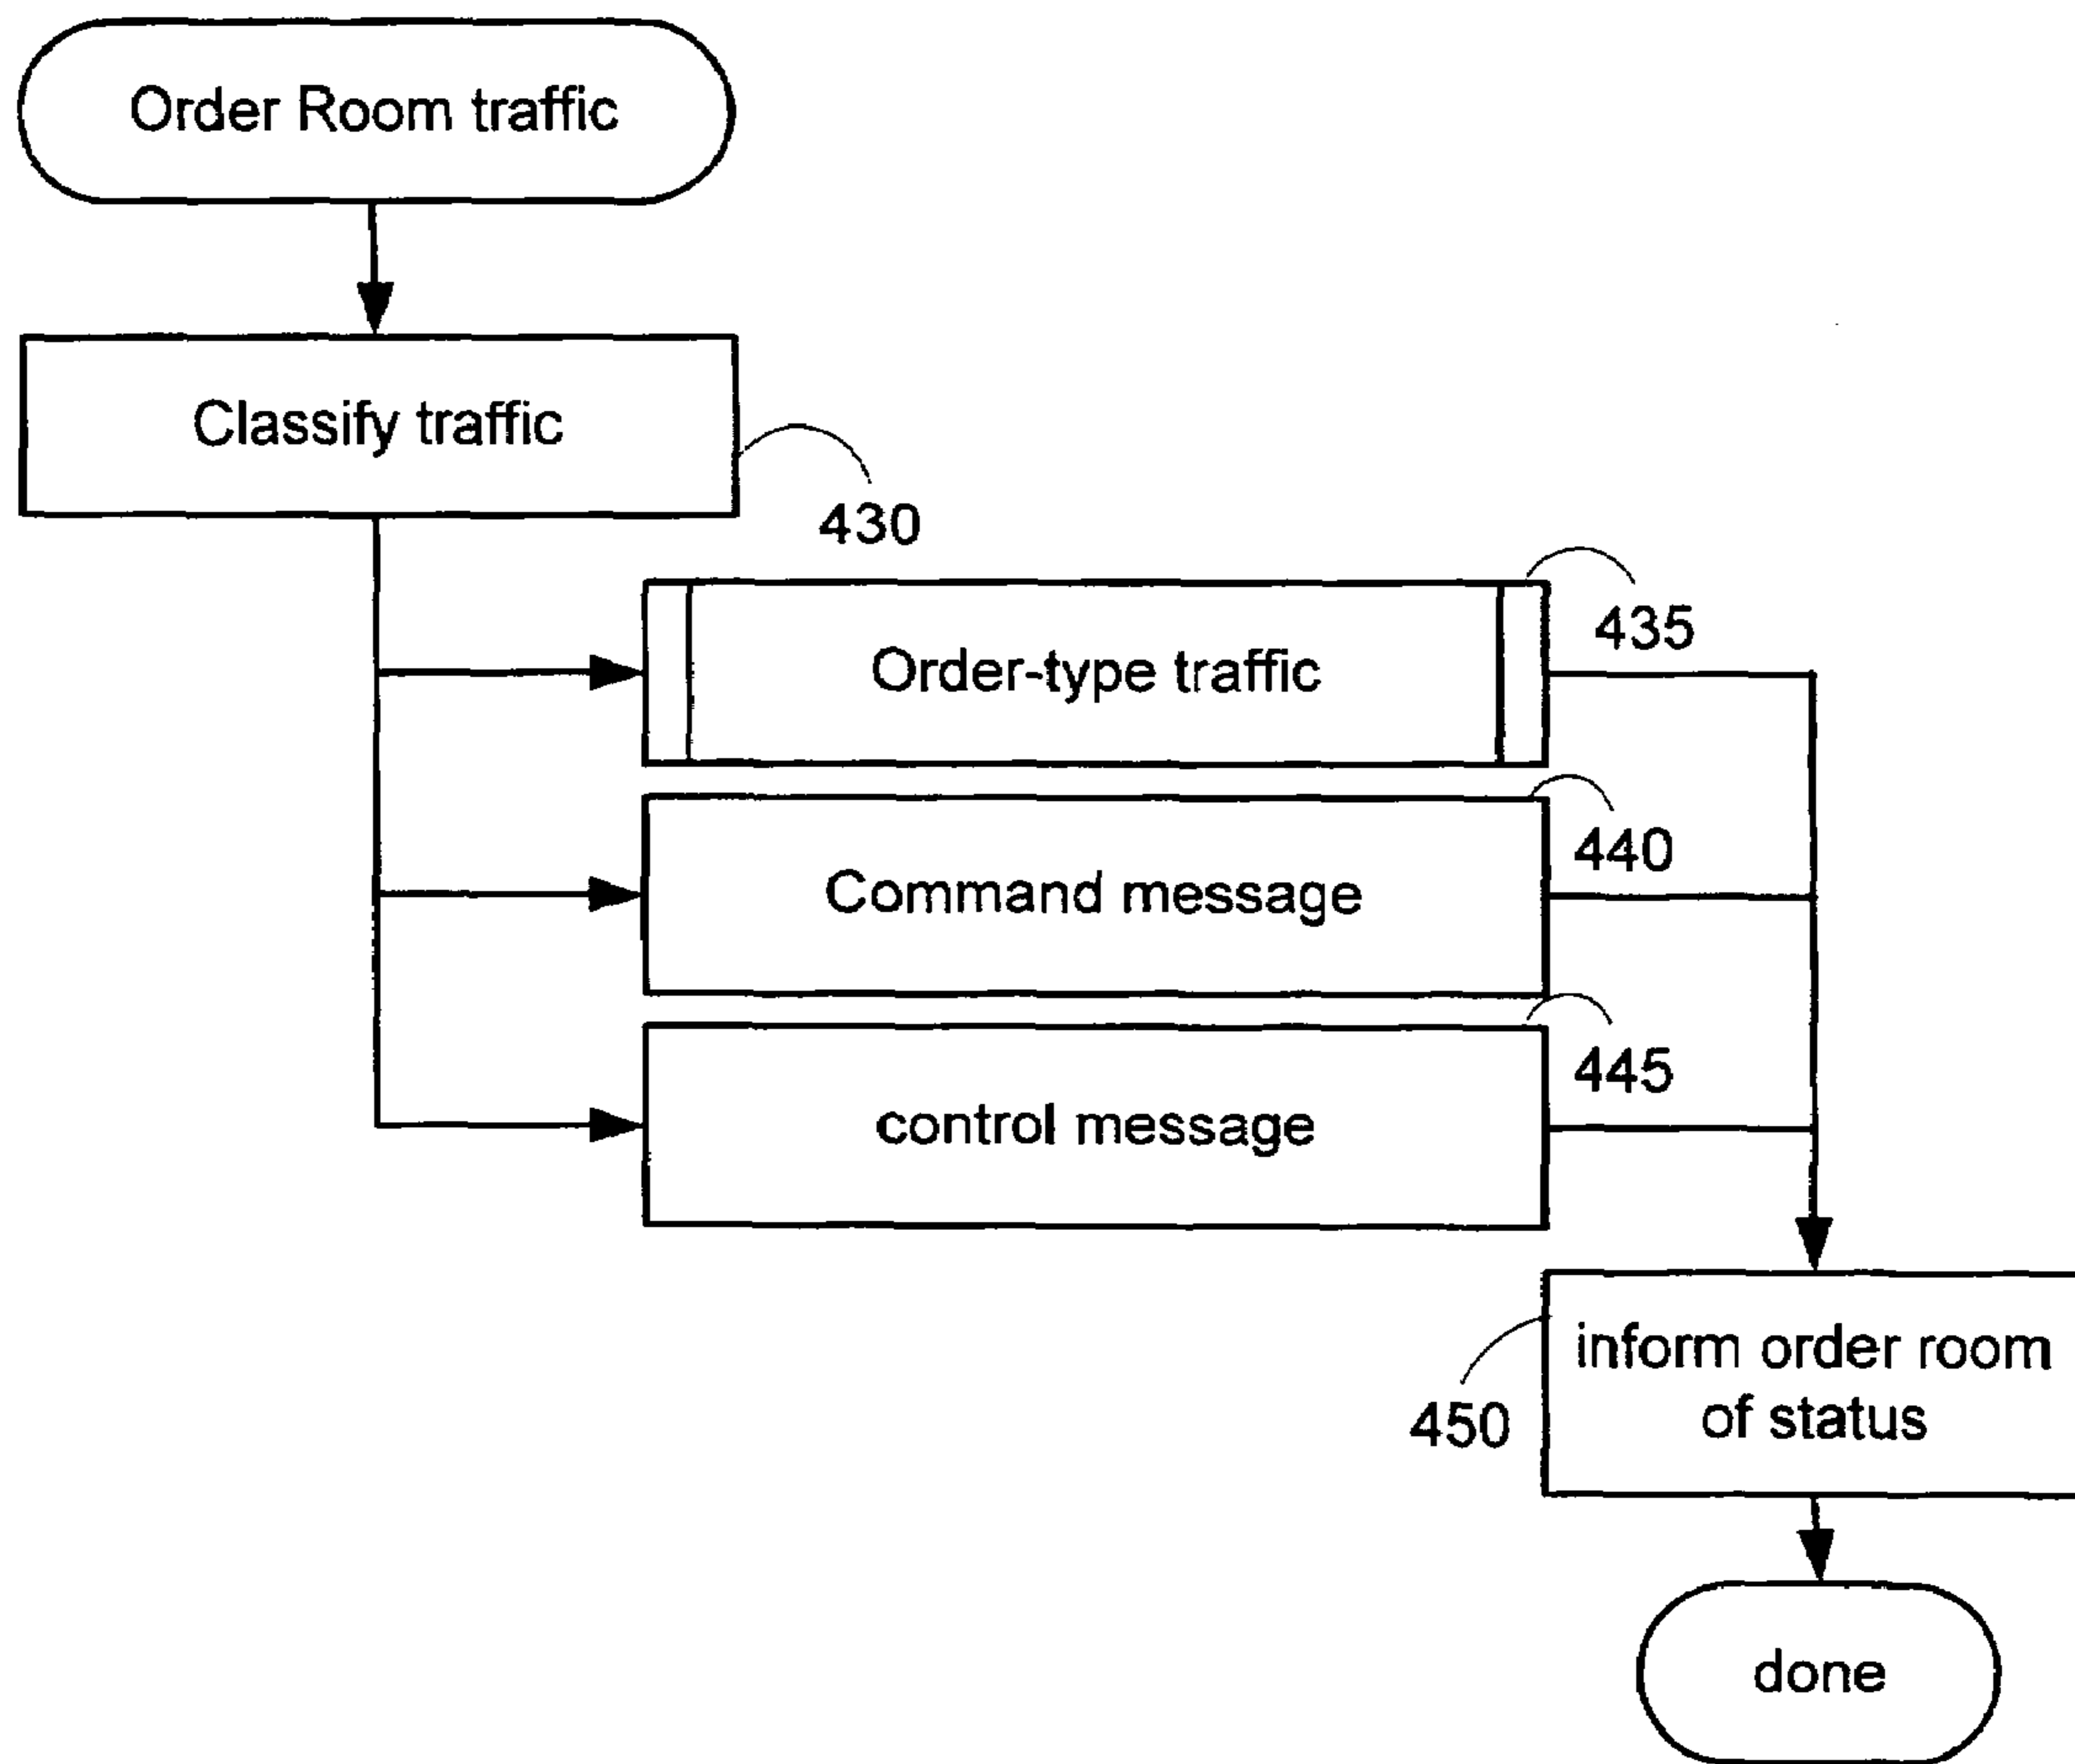 Order Room traffic
Classify traffic
430
435
Order-type traffic
440
Command message
445
control message
inform order room
of status
450
done